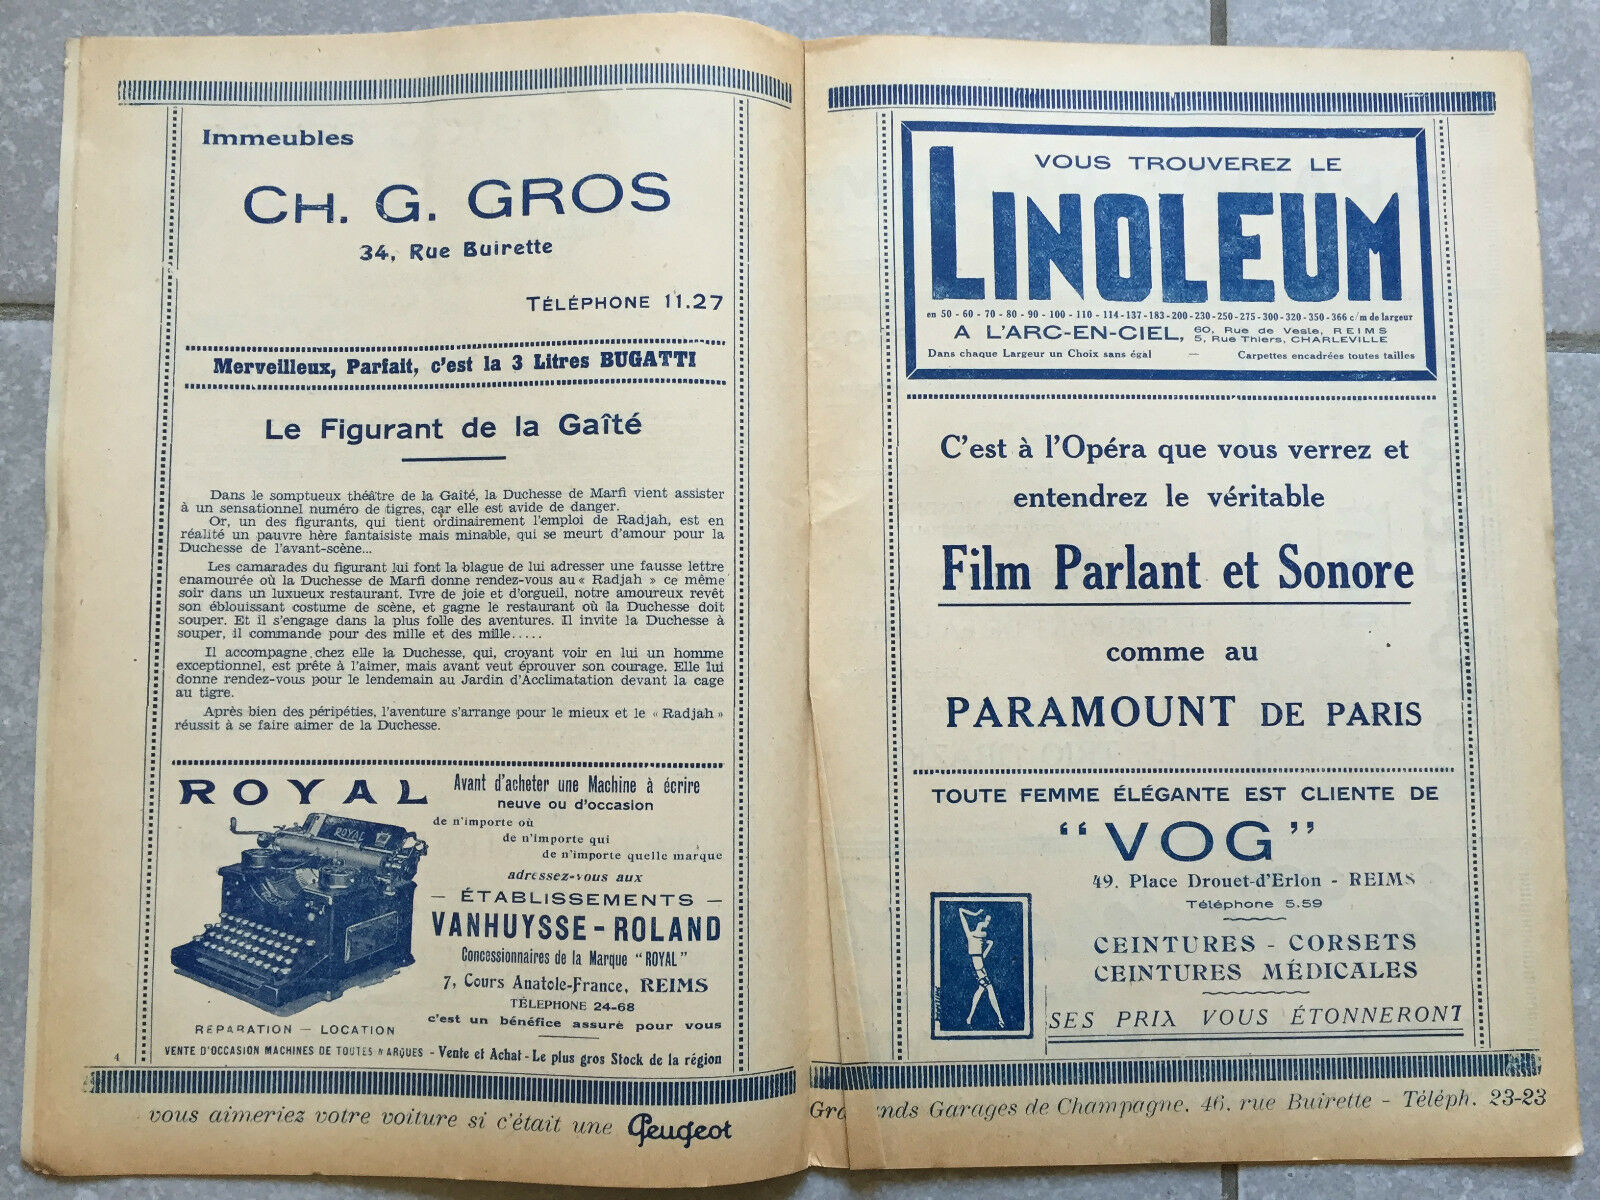 Immeubles
CH. G. GROS
34, Rue Buirette
TÉLÉPHONE 11.27
Merveilleux, Parfait, c'est la 3 Litres BUGATTI
Le Figurant de la Gaîté
Dans le somptueux théâtre de la Gaité, la Duchesse de Marfi vient assister
à un sensationnel numéro de tigres, car elle est avide de danger.
Or, un des figurants, qui tient ordinairement l'emploi de Radjah, est en
réalité un pauvre hère fantaisiste mais minable, qui se meurt d'amour pour la
Duchesse de l'avant-scène...
Les camarades du figurant lui font la blague de lui adresser une fausse lettre
enamourée où la Duchesse de Marfi donne rendez-vous au « Radjah » ce même
soir dans un luxueux restaurant. Ivre de joie et d'orgueil, notre amoureux revêt
son éblouissant costume de scène, et gagne le restaurant où la Duchesse doit
souper. Et il s'engage dans la plus folle des aventures. Il invite la Duchesse à
souper, il commande pour des mille et des mille.....
Il accompagne chez elle la Duchesse, qui, croyant voir en lui un homme
exceptionnel, est prête à l'aimer, mais avant veut éprouver son courage. Elle lui
donne rendez-vous pour le lendemain au Jardin d'Acclimatation devant la cage
au tigre.
Après bien des péripéties, l'aventure s'arrange pour le mieux et le « Radjah »
réussit à se faire aimer de la Duchesse.
ROYAL
ROYAL
Avant d'acheter une Machine à écrire
neuve ou d'occasion
de n'importe où
de n'importe qui
de n'importe quelle marque
adressez-vous aux
— ÉTABLISSEMENTS —
VANHUYSSE-ROLAND
Concessionnaires de la Marque "ROYAL"
7, Cours Anatole-France, REIMS
TÉLEPHONE 24-68
c'est un bénéfice assuré pour vous
RÉPARATION — LOCATION
VENTE D'OCCASION MACHINES DE TOUTES MARQUES - Vente et Achat - Le plus gros Stock de la région
4
vous aimeriez votre voiture si c'était une Peugeot
VOUS TROUVEREZ LE
LINOLEUM
en 50 - 60 - 70 - 80 - 90 - 100 - 110 - 114-137-183-200-230-250-275-300-320-350-366 c/m de largeur
A L'ARC-EN-CIEL, 60, Rue de Vesle, REIMS
5, Rue Thiers, CHARLEVILLE
Dans chaque Largeur un Choix sans égal — Carpettes encadrées toutes tailles
C'est à l'Opéra que vous verrez et
entendrez le véritable
Film Parlant et Sonore
comme au
PARAMOUNT DE PARIS
TOUTE FEMME ÉLÉGANTE EST CLIENTE DE
"VOG"
49. Place Drouet-d'Erlon - REIMS
Téléphone 5.59
CEINTURES - CORSETS
CEINTURES MÉDICALES
SES PRIX VOUS ÉTONNERONT
Garages de Champagne. 46, rue Buirette - Téléph. 23-23